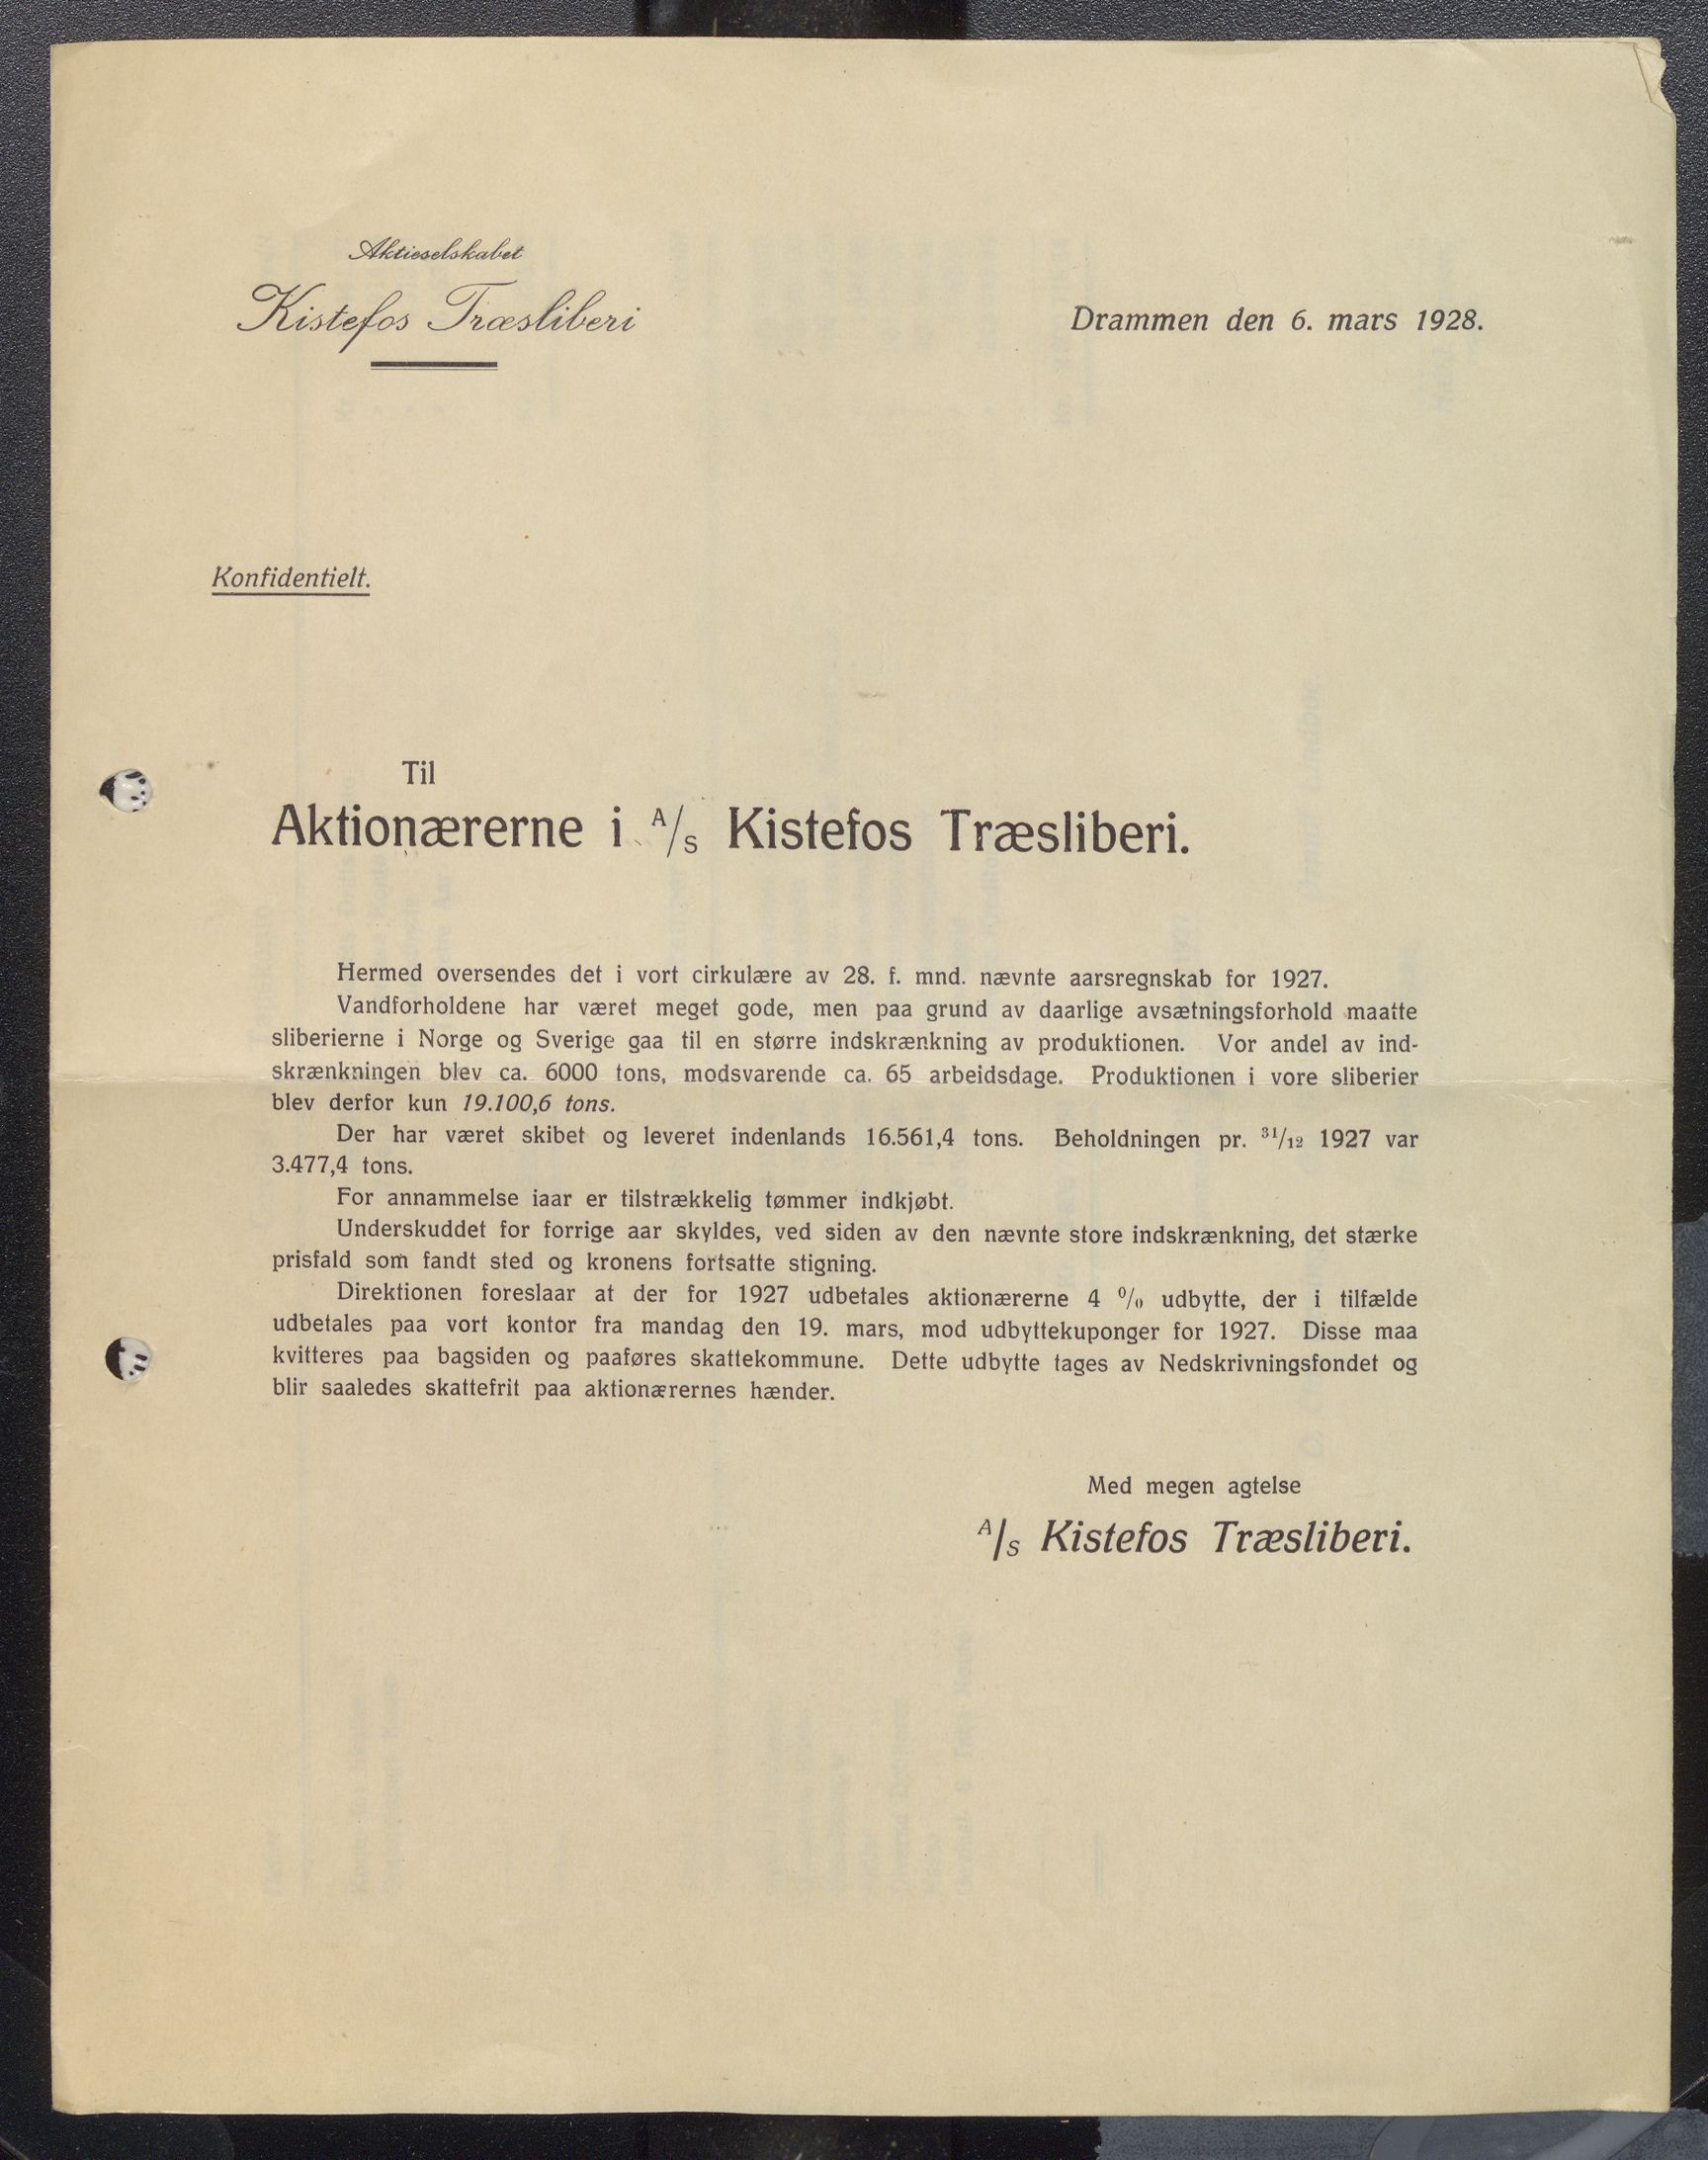 Aktieselskabet
Kistefos Træsliberi
Drammen den 6. mars 1928.
Konfidentielt.
Til
Aktionærerne i A/S Kistefos Træsliberi.
Hermed oversendes det i vort cirkulære av 28. f. mnd. nævnte aarsregnskab for 1927.
Vandforholdene har været meget gode, men paa grund av daarlige avsætningsforhold maatte
sliberierne i Norge og Sverige gaa til en større indskrænkning av produktionen. Vor andel av ind-
skrænkningen blev ca. 6000 tons, modsvarende ca. 65 arbeidsdage. Produktionen i vore sliberier
blev derfor kun 19.100,6 tons.
Der har været skibet og leveret indenlands 16.561,4 tons. Beholdningen pr. 31/12 1927 var
3.477,4 tons.
For annammelse iaar er tilstrækkelig tømmer indkjøbt.
Underskuddet for forrige aar skyldes, ved siden av den nævnte store indskrænkning, det stærke
prisfald som fandt sted og kronens fortsatte stigning.
Direktionen foreslaar at der for 1927 udbetales aktionærerne 4 % udbytte, der i tilfælde
udbetales paa vort kontor fra mandag den 19. mars, mod udbyttekuponger for 1927. Disse maa
kvitteres paa bagsiden og paaføres skattekommune. Dette udbytte tages av Nedskrivningsfondet og
blir saaledes skattefrit paa aktionærernes hænder.
Med megen agtelse
A/S Kistefos Træsliberi.